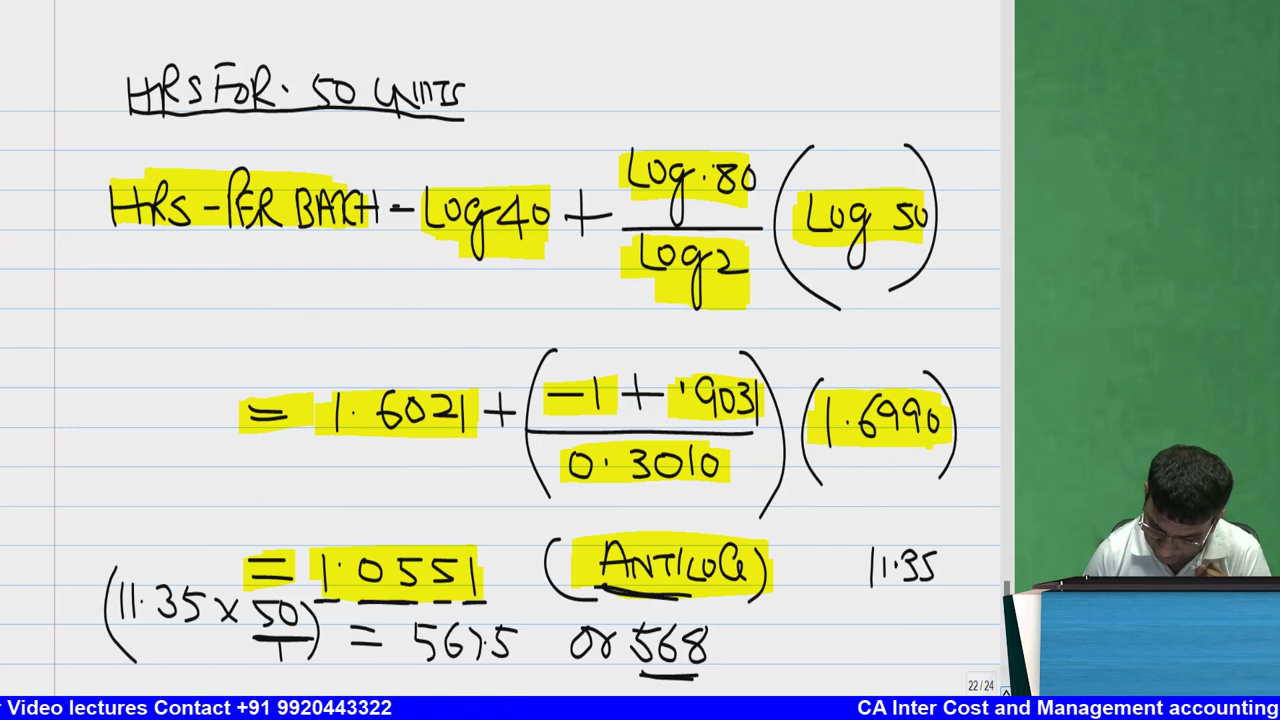 HRS FOR. 50 UNITS
HRS - PER BATCH - Log 40 + Log .80 / Log 2 (Log 50)
= 1.6021 + (-1 + .9031 / 0.3010) (1.6990)
= 1.0551 (ANTILOG) 11.35
(11.35 x 50/1) = 567.5 or 568
22 / 24
Video lectures Contact +91 9920443322
CA Inter Cost and Management accounting